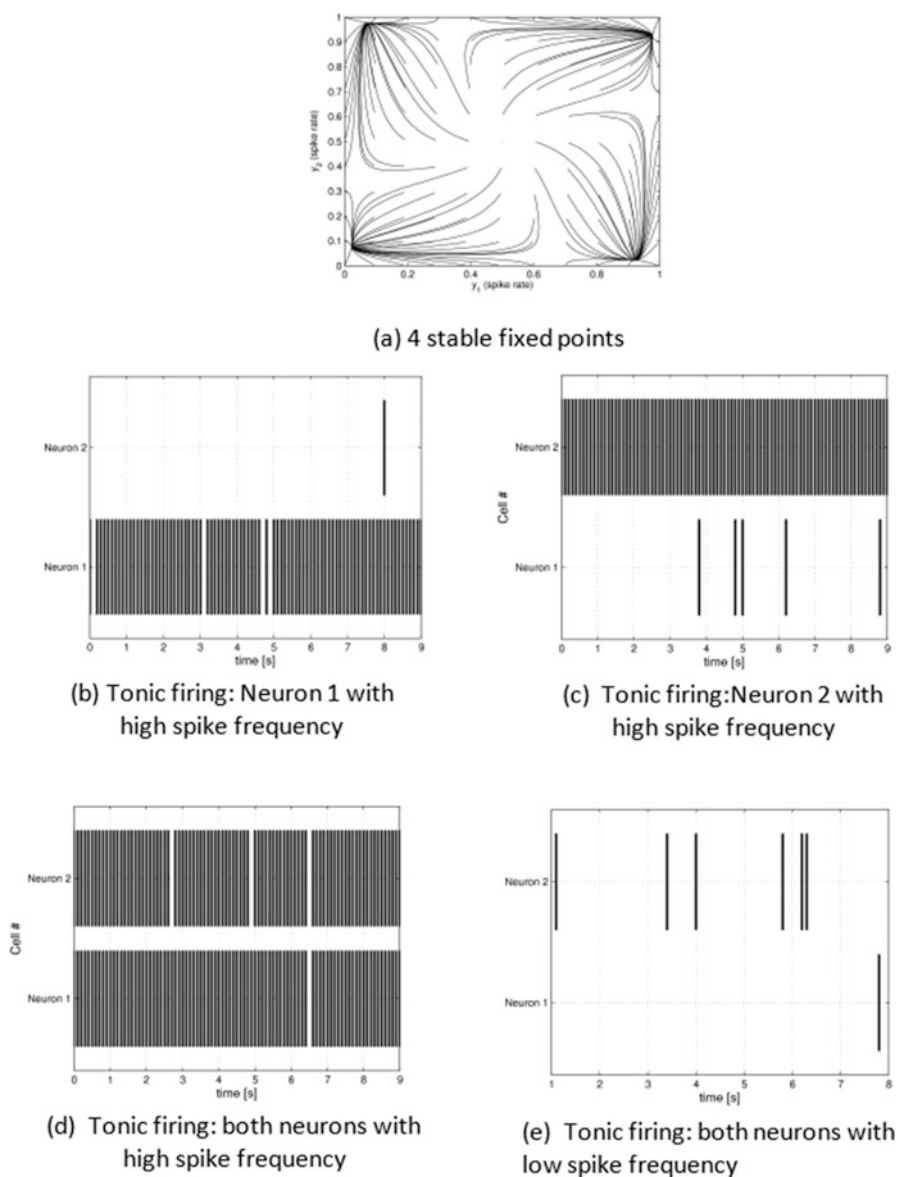 1
0.9
0.8
0.7
0.6
0.5
0.4
0.3
0.2
0.1
0
y2 (spike rate)
0 0.2 0.4 0.6 0.8 1
y1 (spike rate)
(a) 4 stable fixed points
Neuron 2
Neuron 1
0 1 2 3 4 5 6 7 8 9
time [s]
(b) Tonic firing: Neuron 1 with
high spike frequency
Cell #
Neuron 2
Neuron 1
0 1 2 3 4 5 6 7 8 9
time [s]
(c) Tonic firing:Neuron 2 with
high spike frequency
Cell #
Neuron 2
Neuron 1
0 1 2 3 4 5 6 7 8 9
time [s]
(d) Tonic firing: both neurons with
high spike frequency
Neuron 2
Neuron 1
1 2 3 4 5 6 7 8
time [s]
(e) Tonic firing: both neurons with
low spike frequency